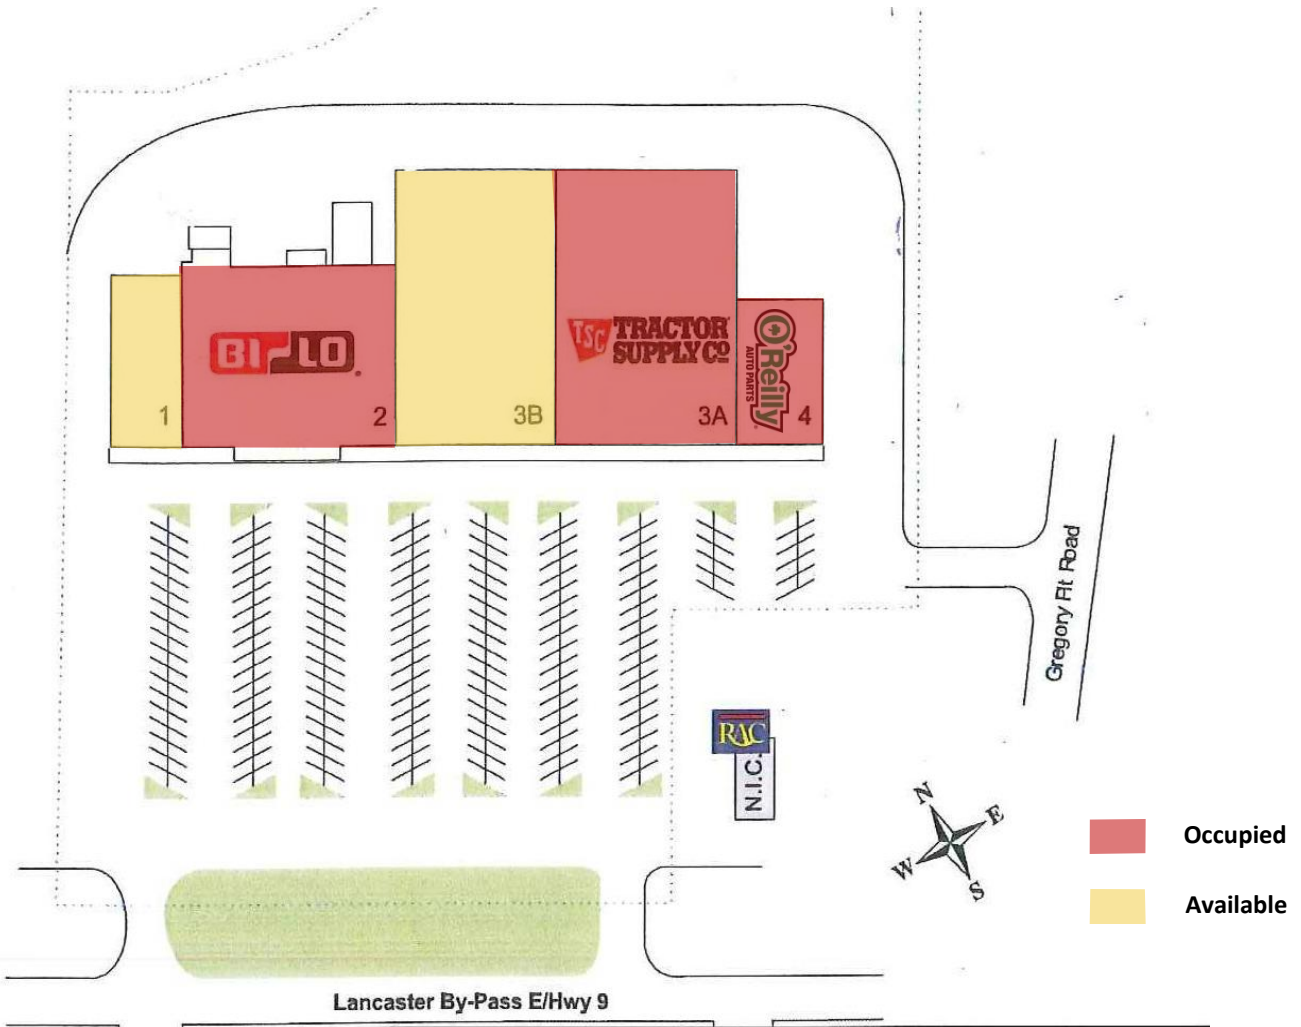 BI-LO
TSC TRACTOR
SUPPLY CO
O'Reilly
AUTO PARTS
1
2
3B
3A
4
Gregory Rt Road
RAC
N.I.C.
N
E
W
S
Occupied
Available
Lancaster By-Pass E/Hwy 9